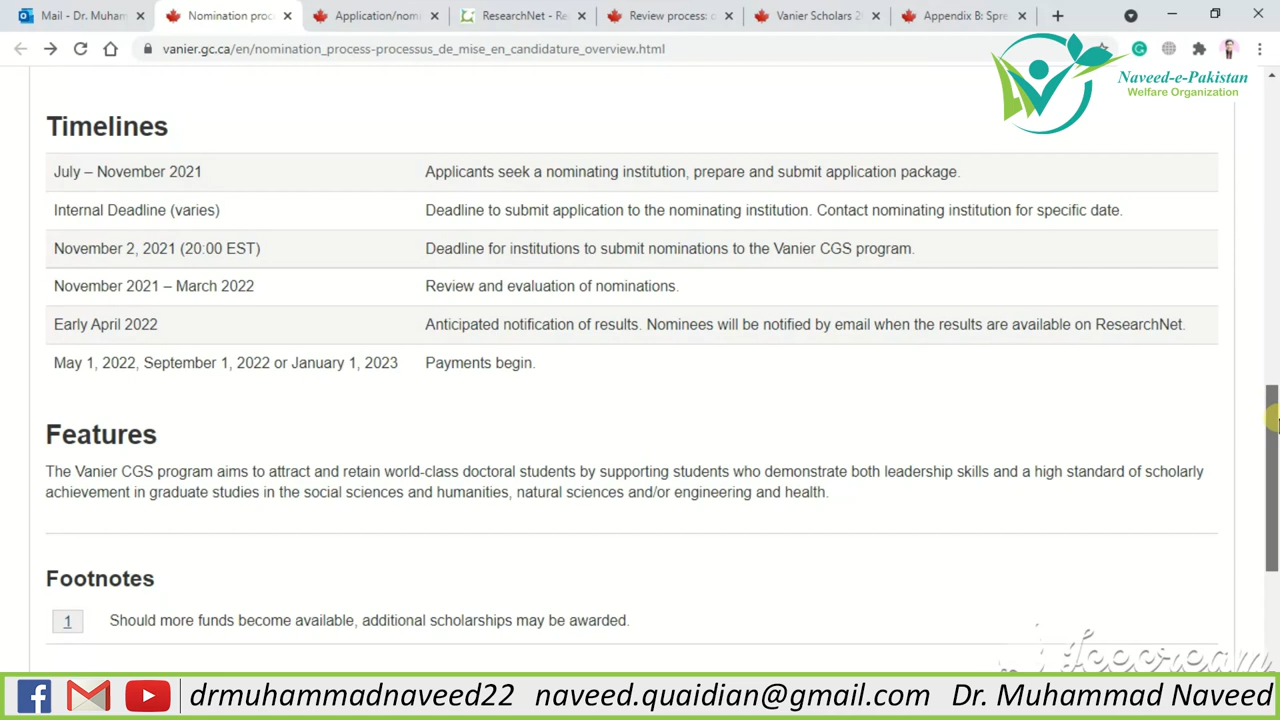 Mail - Dr. Muham
Nomination proc
Application/nomi
ResearchNet - Re
Review process: o
Vanier Scholars 2
Appendix B: Spre
vanier.gc.ca/en/nomination_process-processus_de_mise_en_candidature_overview.html
Naveed-e-Pakistan
Welfare Organization
Timelines
July – November 2021 Applicants seek a nominating institution, prepare and submit application package.
Internal Deadline (varies) Deadline to submit application to the nominating institution. Contact nominating institution for specific date.
November 2, 2021 (20:00 EST) Deadline for institutions to submit nominations to the Vanier CGS program.
November 2021 – March 2022 Review and evaluation of nominations.
Early April 2022 Anticipated notification of results. Nominees will be notified by email when the results are available on ResearchNet.
May 1, 2022, September 1, 2022 or January 1, 2023 Payments begin.
Features
The Vanier CGS program aims to attract and retain world-class doctoral students by supporting students who demonstrate both leadership skills and a high standard of scholarly
achievement in graduate studies in the social sciences and humanities, natural sciences and/or engineering and health.
Footnotes
1 Should more funds become available, additional scholarships may be awarded.
drmuhammadnaveed22 naveed.quaidian@gmail.com Dr. Muhammad Naveed